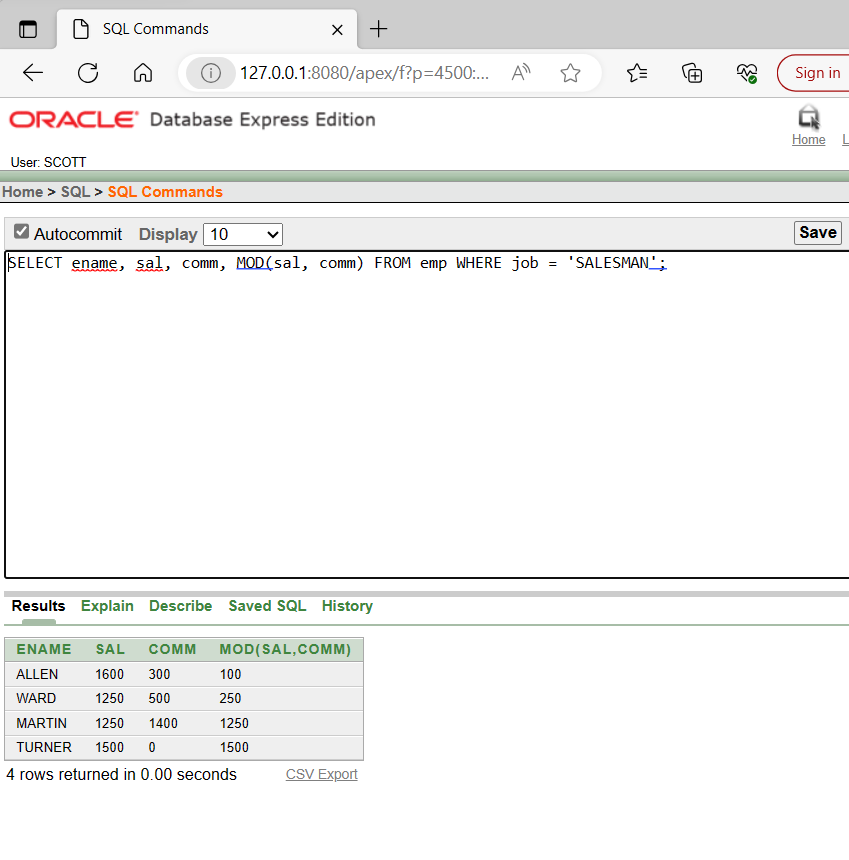 SQL Commands
127.0.0.1:8080/apex/f?p=4500:... A Sign in
ORACLE® Database Express Edition
Home
L
User: SCOTT
Home > SQL > SQL Commands
Autocommit Display 10 Save
SELECT ename, sal, comm, MOD(sal, comm) FROM emp WHERE job = 'SALESMAN';
Results Explain Describe Saved SQL History
ENAME SAL COMM MOD(SAL,COMM)
ALLEN 1600 300 100
WARD 1250 500 250
MARTIN 1250 1400 1250
TURNER 1500 0 1500
4 rows returned in 0.00 seconds CSV Export